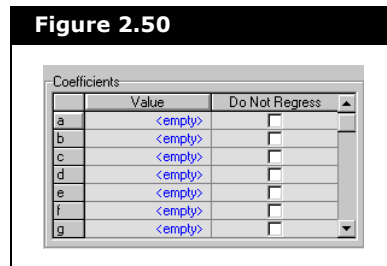 Figure 2.50
Coefficients
Value Do Not Regress
a <empty>
b <empty>
c <empty>
d <empty>
e <empty>
f <empty>
g <empty>